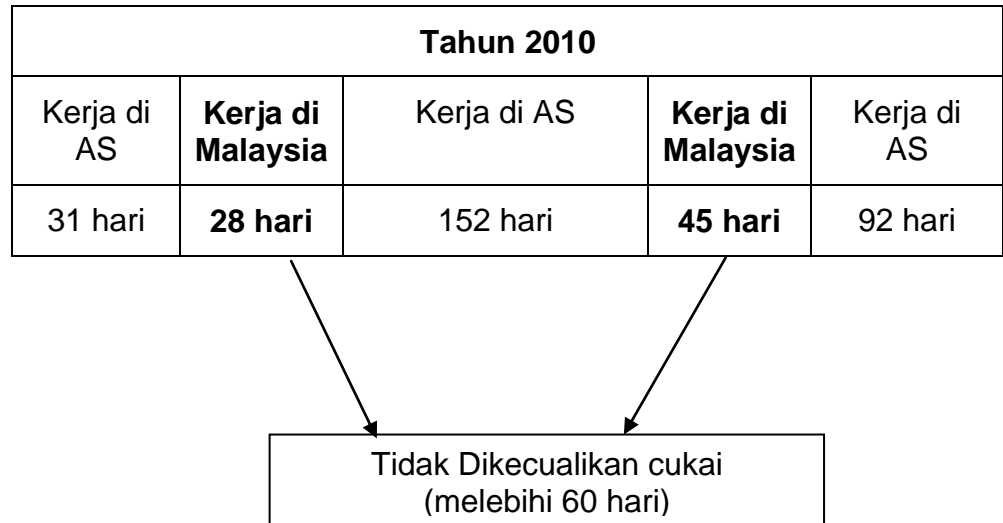 Tahun 2010
Kerja di AS
Kerja di Malaysia
Kerja di AS
Kerja di Malaysia
Kerja di AS
31 hari
28 hari
152 hari
45 hari
92 hari
Tidak Dikecualikan cukai
(melebihi 60 hari)